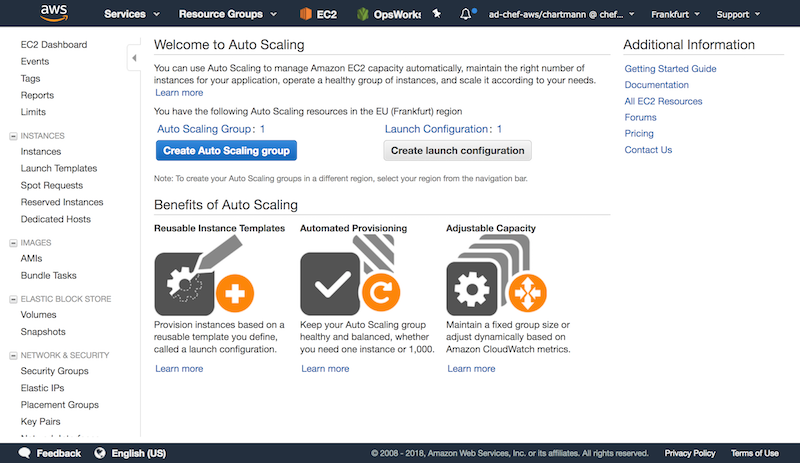 aws
Services
Resource Groups
EC2
OpsWorks
ad-chef-aws/chartmann @ chef...
Frankfurt
Support
EC2 Dashboard
Events
Tags
Reports
Limits
INSTANCES
Instances
Launch Templates
Spot Requests
Reserved Instances
Dedicated Hosts
IMAGES
AMIs
Bundle Tasks
ELASTIC BLOCK STORE
Volumes
Snapshots
NETWORK & SECURITY
Security Groups
Elastic IPs
Placement Groups
Key Pairs
Welcome to Auto Scaling
You can use Auto Scaling to manage Amazon EC2 capacity automatically, maintain the right number of
instances for your application, operate a healthy group of instances, and scale it according to your needs.
Learn more
You have the following Auto Scaling resources in the EU (Frankfurt) region
Auto Scaling Group: 1
Launch Configuration: 1
Create Auto Scaling group
Create launch configuration
Note: To create your Auto Scaling groups in a different region, select your region from the navigation bar.
Benefits of Auto Scaling
Reusable Instance Templates
Provision instances based on a
reusable template you define,
called a launch configuration.
Learn more
Automated Provisioning
Keep your Auto Scaling group
healthy and balanced, whether
you need one instance or 1,000.
Learn more
Adjustable Capacity
Maintain a fixed group size or
adjust dynamically based on
Amazon CloudWatch metrics.
Learn more
Additional Information
Getting Started Guide
Documentation
All EC2 Resources
Forums
Pricing
Contact Us
Feedback
English (US)
© 2008 - 2018, Amazon Web Services, Inc. or its affiliates. All rights reserved.
Privacy Policy
Terms of Use